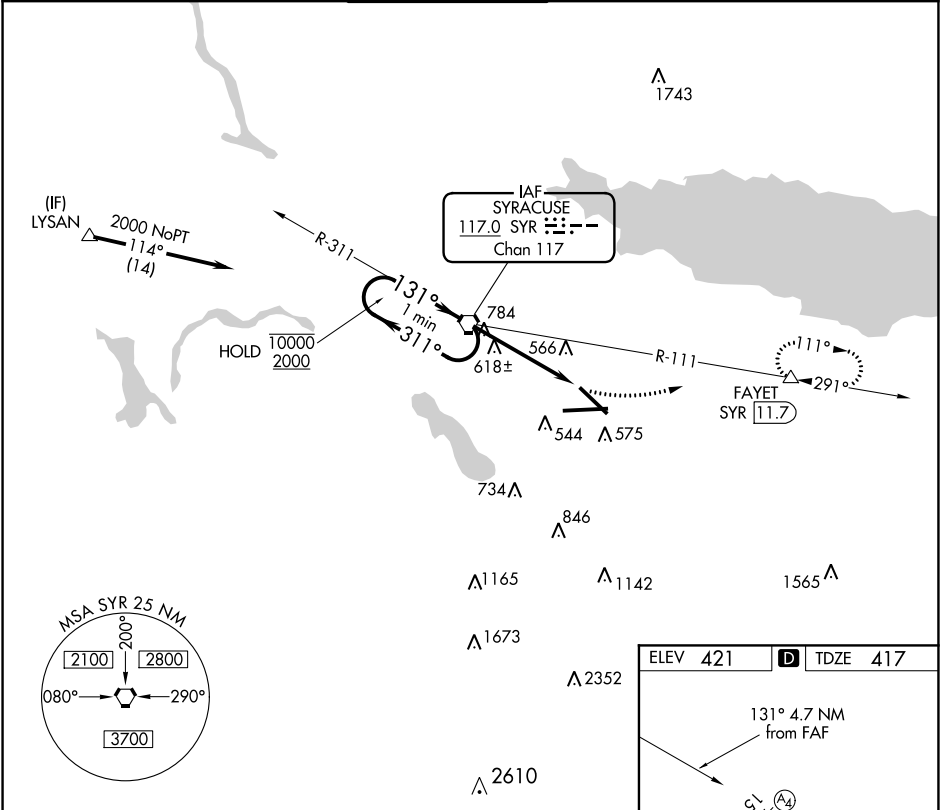 1743
(IF)
LYSAN
2000 NoPT
114°
(14)
R-311
IAF
SYRACUSE
117.0 SYR
Chan 117
131°
1 min
311°
HOLD 10000
2000
784
618±
566
R-111
111°
291°
FAYET
SYR 11.7
544
575
734
846
1165
1142
1565
1673
2352
2610
MSA SYR 25 NM
200°
2100
2800
080°
290°
3700
ELEV 421 D TDZE 417
131° 4.7 NM
from FAF
15
A4